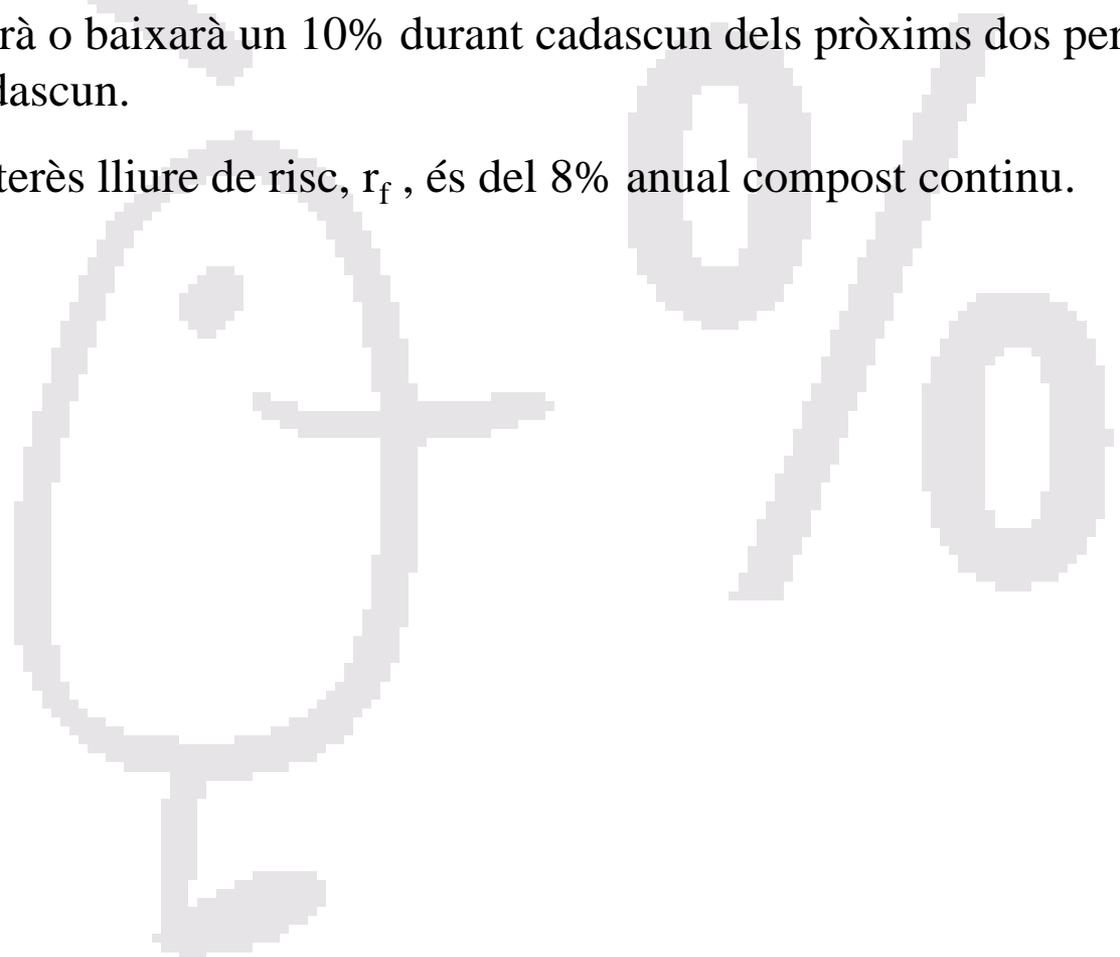 rà o baixarà un 10% durant cadascun dels pròxims dos per
dascun.
terès lliure de risc, rf , és del 8% anual compost continu.